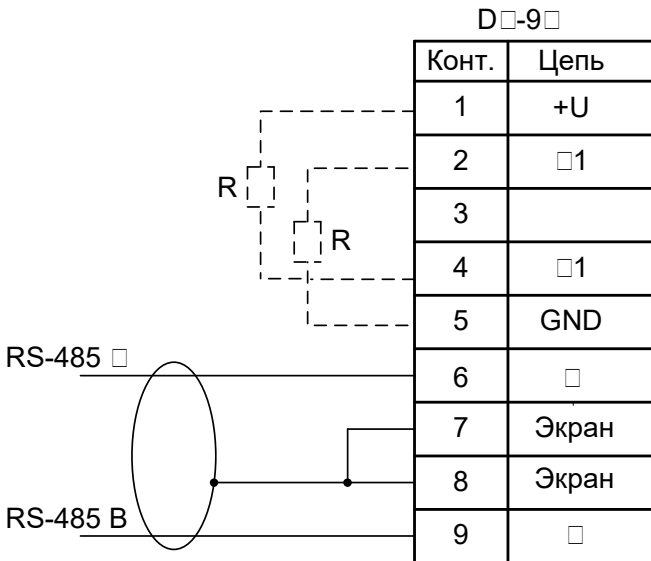 D□-9□
Конт. Цепь
1 +U
2 □1
3
4 □1
5 GND
6 □
7 Экран
8 Экран
9 □
R
R
RS-485 □
RS-485 B